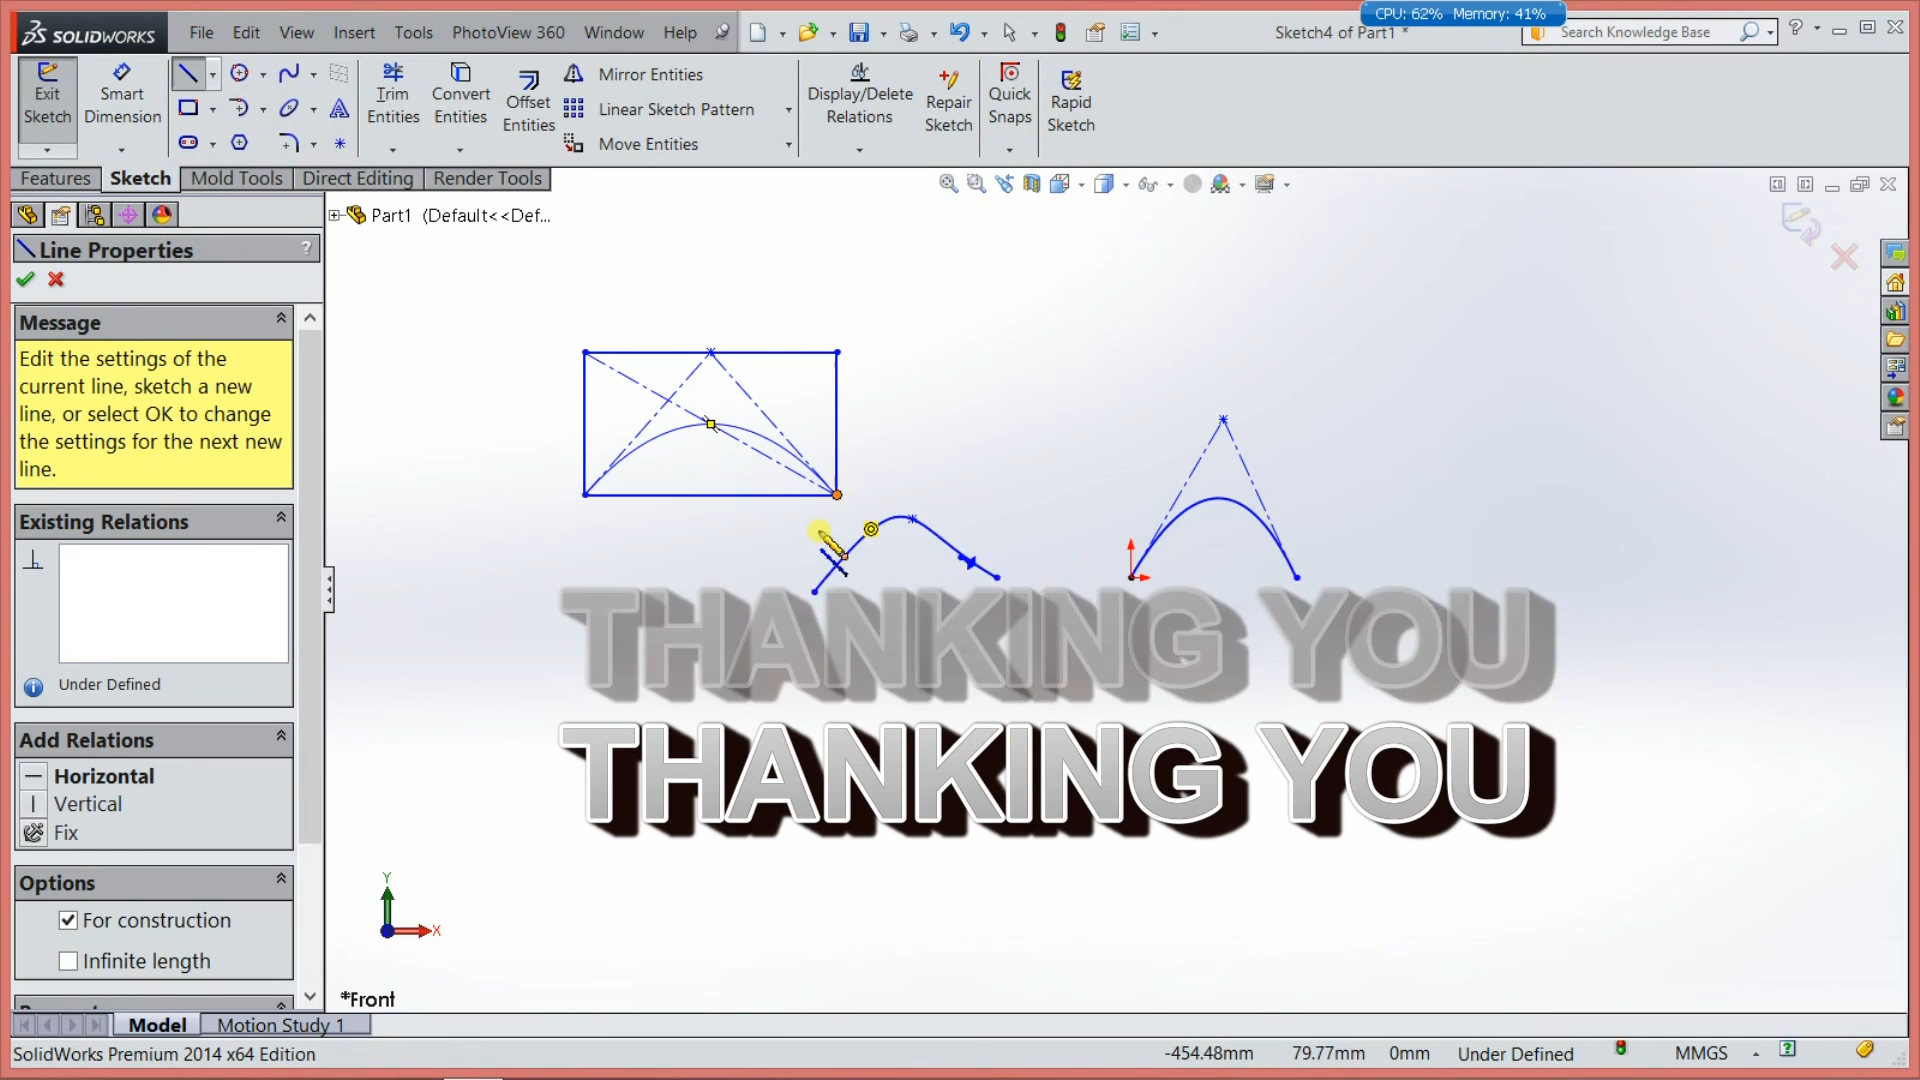 CPU: 62% Memory: 41%
SOLIDWORKS File Edit View Insert Tools PhotoView 360 Window Help Sketch4 of Part1 * Search Knowledge Base
Exit Sketch
Smart Dimension
Trim Entities
Convert Entities
Offset Entities
Mirror Entities
Linear Sketch Pattern
Move Entities
Display/Delete Relations
Repair Sketch
Quick Snaps
Rapid Sketch
Features Sketch Mold Tools Direct Editing Render Tools
Part1 (Default<<Def...
Line Properties ?
Message
Edit the settings of the
current line, sketch a new
line, or select OK to change
the settings for the next new
line.
Existing Relations
Under Defined
Add Relations
Horizontal
Vertical
Fix
Options
For construction
Infinite length
THANKING YOU
THANKING YOU
Y
X
*Front
Model Motion Study 1
SolidWorks Premium 2014 x64 Edition -454.48mm 79.77mm 0mm Under Defined MMGS